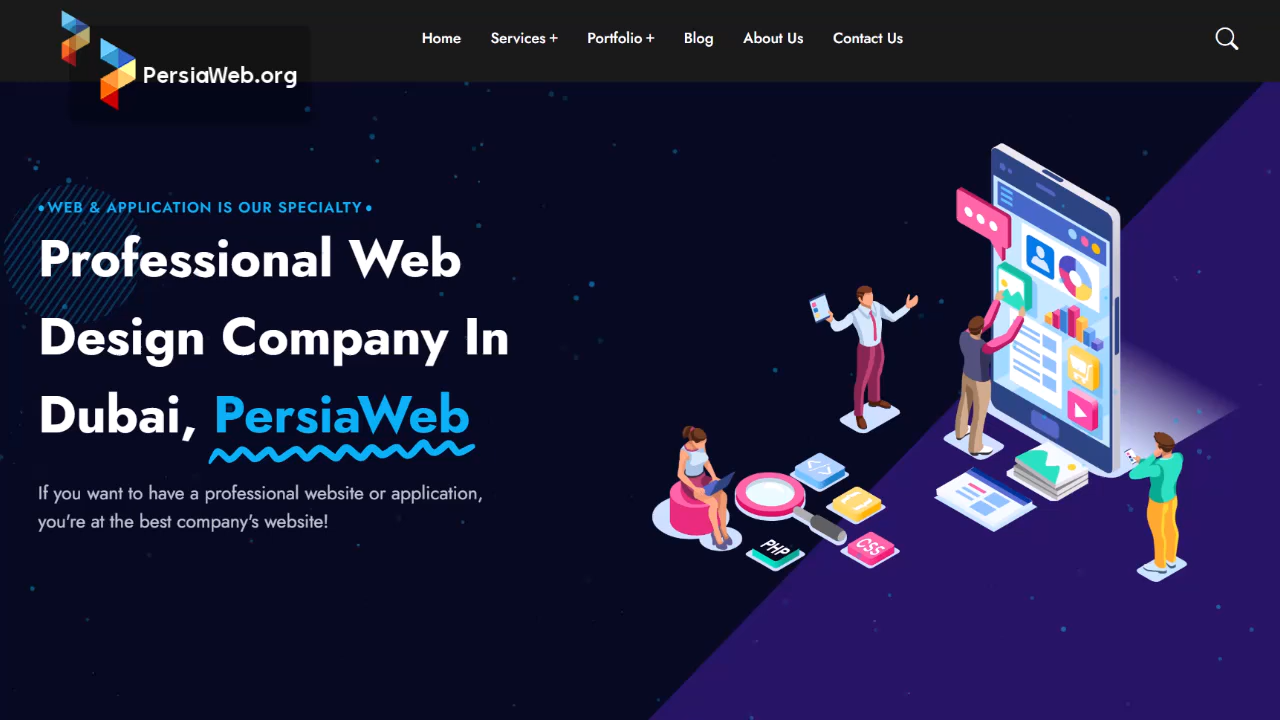 Home Services + Portfolio + Blog About Us Contact Us
PersiaWeb.org
• WEB & APPLICATION IS OUR SPECIALTY •
Professional Web
Design Company In
Dubai, PersiaWeb
If you want to have a professional website or application,
you're at the best company's website!
</>
PHP
CSS